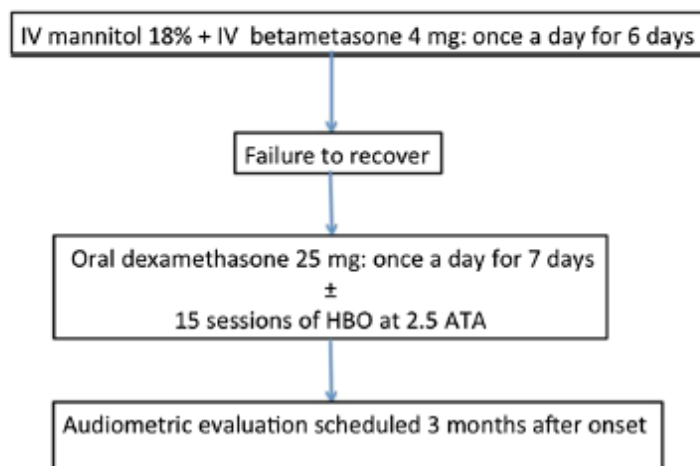 IV mannitol 18% + IV betametasone 4 mg: once a day for 6 days
Failure to recover
Oral dexamethasone 25 mg: once a day for 7 days
±
15 sessions of HBO at 2.5 ATA
Audiometric evaluation scheduled 3 months after onset